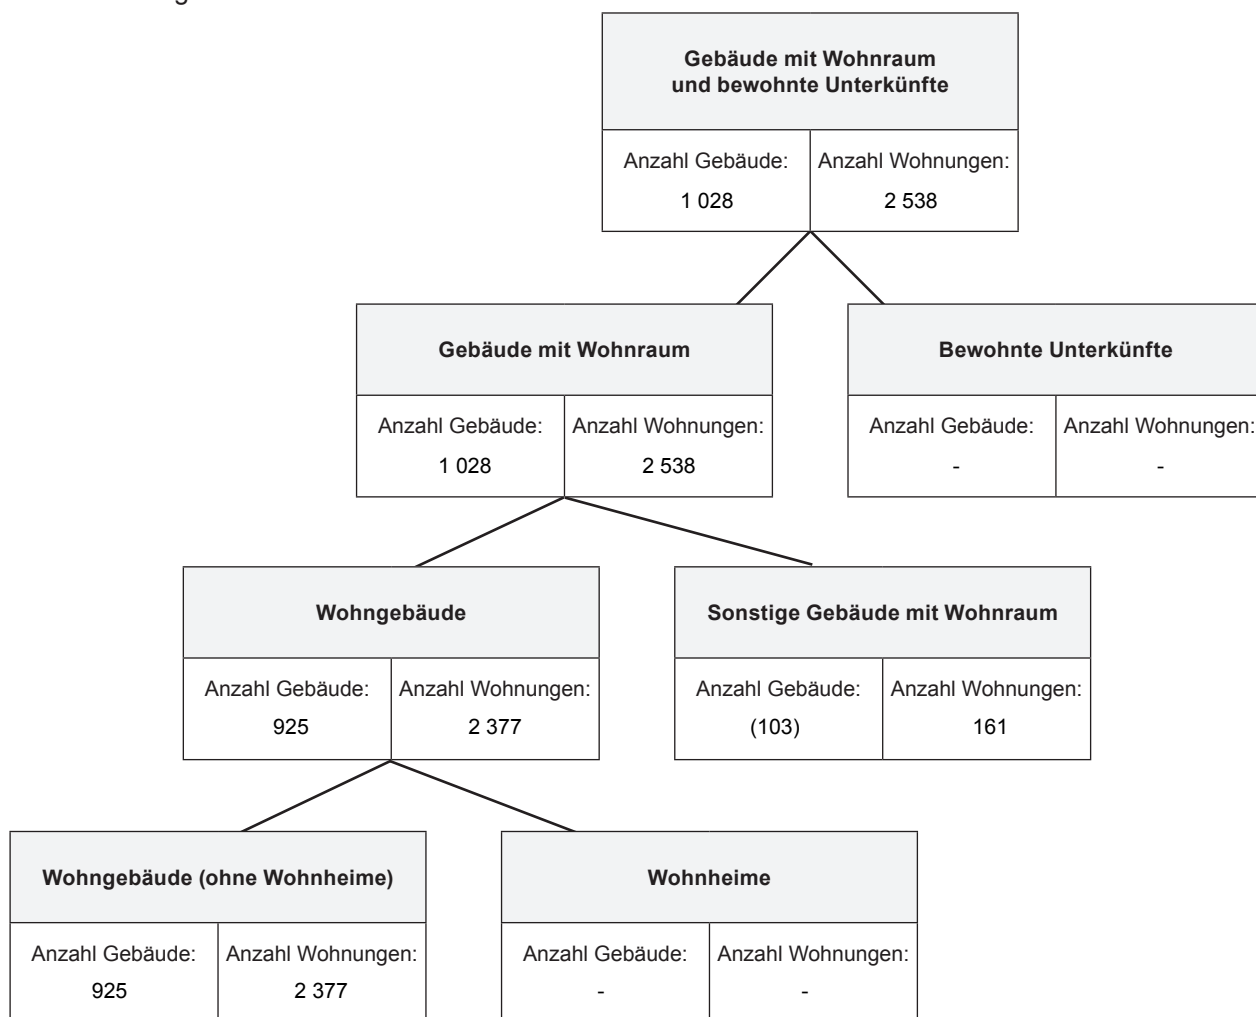 Gebäude mit Wohnraum
und bewohnte Unterkünfte
Anzahl Gebäude: Anzahl Wohnungen:
1 028 2 538
Gebäude mit Wohnraum Bewohnte Unterkünfte
Anzahl Gebäude: Anzahl Wohnungen: Anzahl Gebäude: Anzahl Wohnungen:
1 028 2 538 - -
Wohngebäude Sonstige Gebäude mit Wohnraum
Anzahl Gebäude: Anzahl Wohnungen: Anzahl Gebäude: Anzahl Wohnungen:
925 2 377 (103) 161
Wohngebäude (ohne Wohnheime) Wohnheime
Anzahl Gebäude: Anzahl Wohnungen: Anzahl Gebäude: Anzahl Wohnungen:
925 2 377 - -